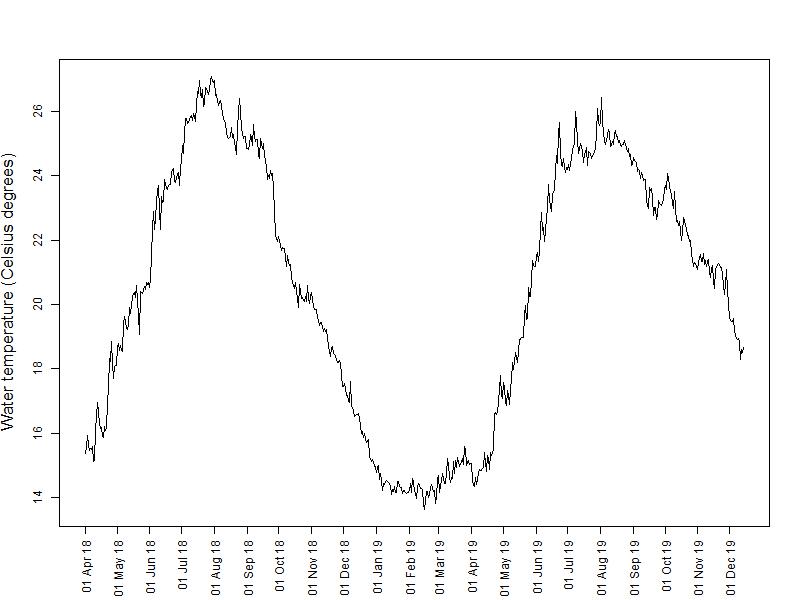 Water temperature (Celsius degrees)
26
24
22
20
18
16
14
01 Apr 18
01 May 18
01 Jun 18
01 Jul 18
01 Aug 18
01 Sep 18
01 Oct 18
01 Nov 18
01 Dec 18
01 Jan 19
01 Feb 19
01 Mar 19
01 Apr 19
01 May 19
01 Jun 19
01 Jul 19
01 Aug 19
01 Sep 19
01 Oct 19
01 Nov 19
01 Dec 19